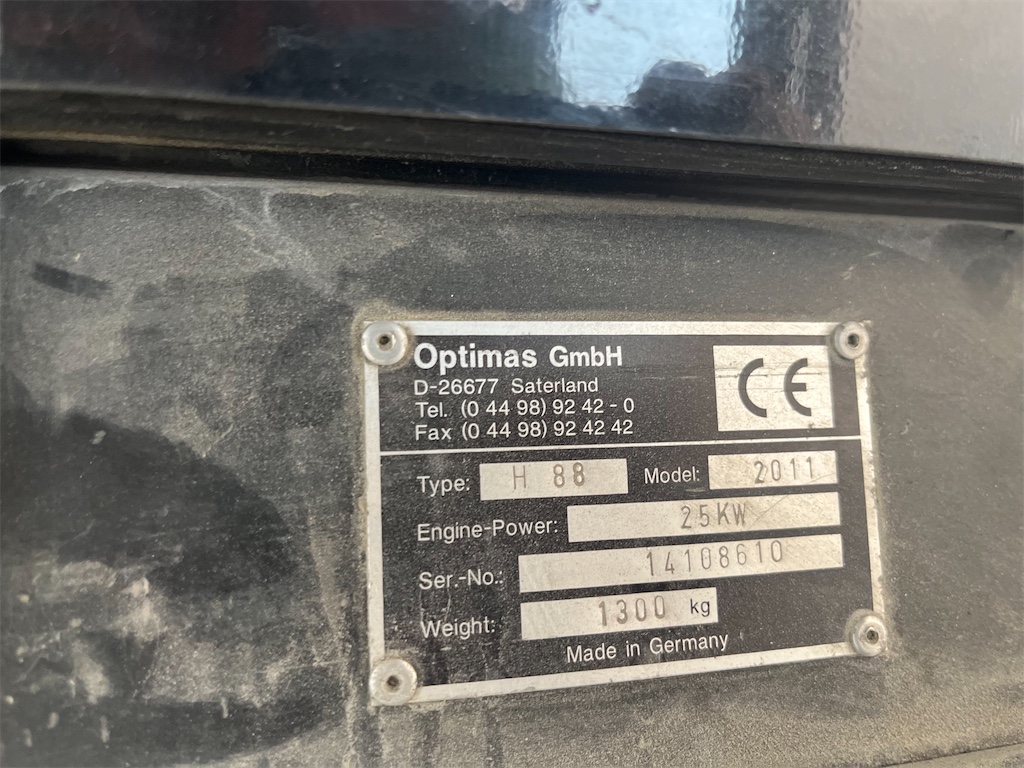 Optimas GmbH
D-26677 Saterland
Tel. (0 44 98) 92 42 - 0
Fax (0 44 98) 92 42 42
CE
Type: H 88 Model: 2011
Engine-Power: 25KW
Ser.-No.: 14108610
Weight: 1300 kg
Made in Germany